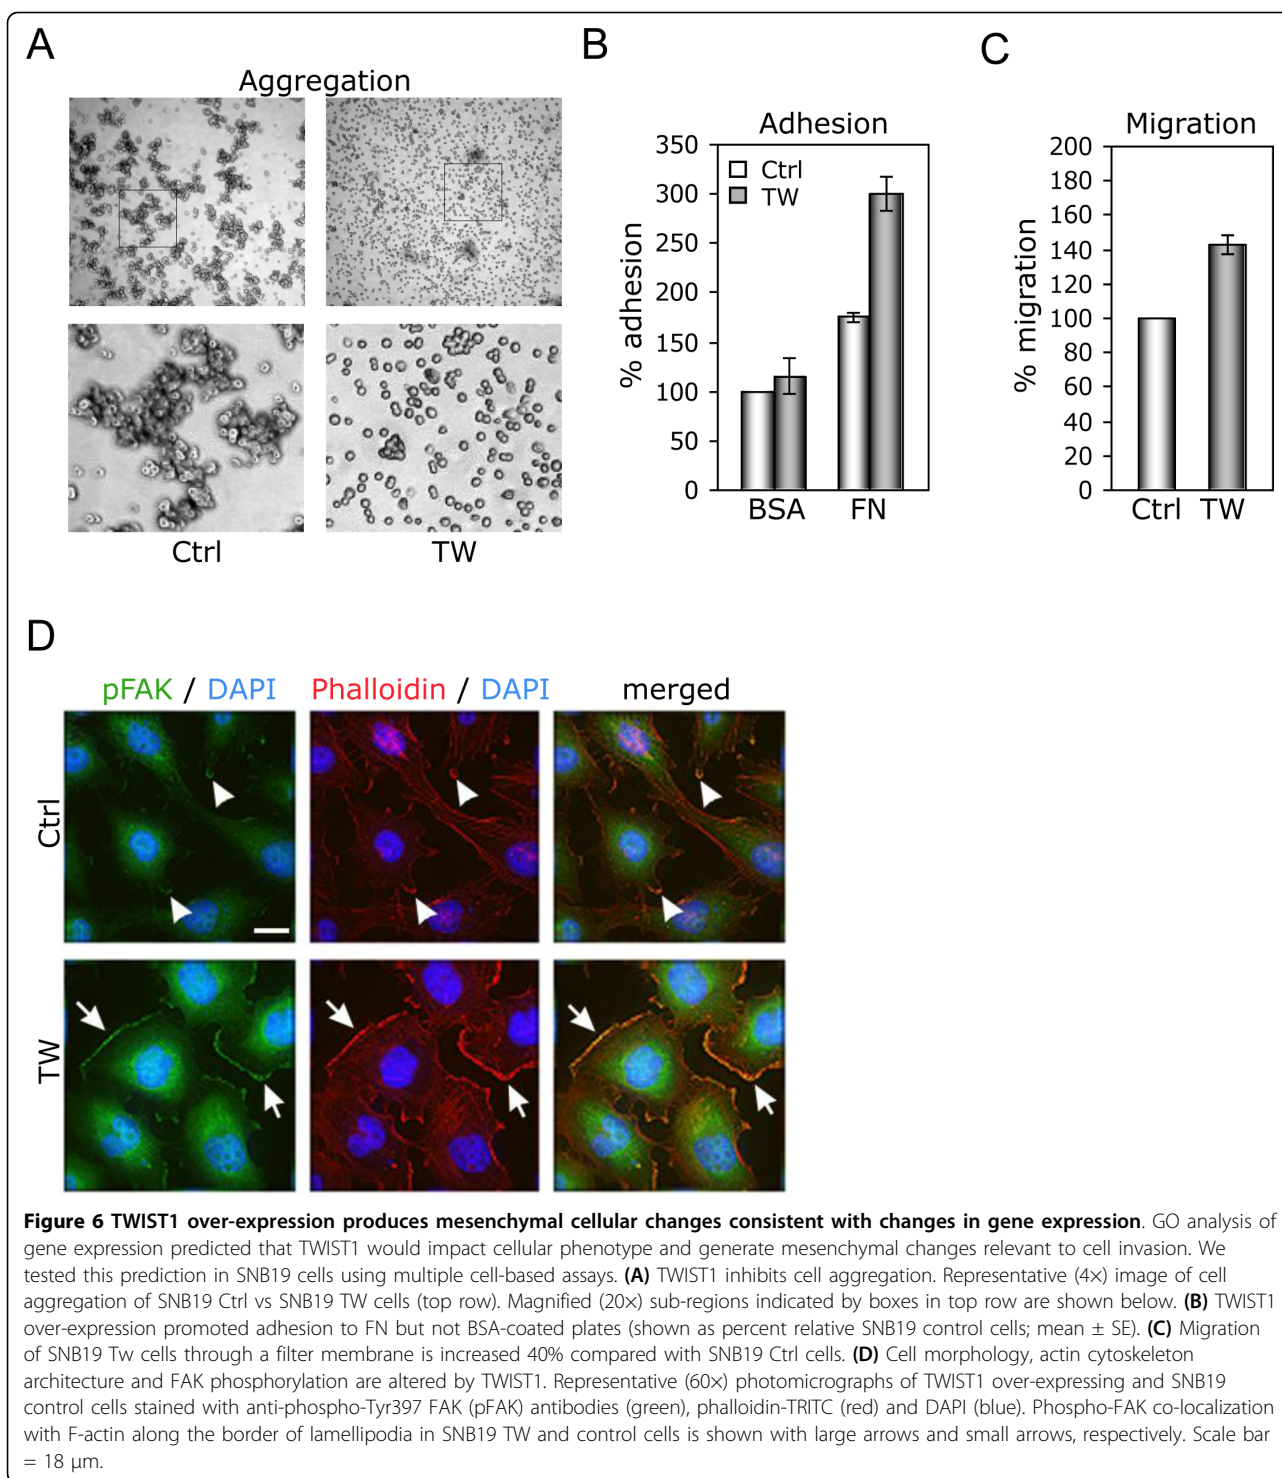 A
Aggregation
Ctrl
TW
B
Adhesion
% adhesion
350
300
250
200
150
100
50
0
Ctrl
TW
BSA
FN
C
Migration
% migration
200
180
160
140
120
100
80
60
40
20
0
Ctrl
TW
D
pFAK / DAPI
Phalloidin / DAPI
merged
Ctrl
TW
Figure 6 TWIST1 over-expression produces mesenchymal cellular changes consistent with changes in gene expression. GO analysis of
gene expression predicted that TWIST1 would impact cellular phenotype and generate mesenchymal changes relevant to cell invasion. We
tested this prediction in SNB19 cells using multiple cell-based assays. (A) TWIST1 inhibits cell aggregation. Representative (4×) image of cell
aggregation of SNB19 Ctrl vs SNB19 TW cells (top row). Magnified (20×) sub-regions indicated by boxes in top row are shown below. (B) TWIST1
over-expression promoted adhesion to FN but not BSA-coated plates (shown as percent relative SNB19 control cells; mean ± SE). (C) Migration
of SNB19 Tw cells through a filter membrane is increased 40% compared with SNB19 Ctrl cells. (D) Cell morphology, actin cytoskeleton
architecture and FAK phosphorylation are altered by TWIST1. Representative (60×) photomicrographs of TWIST1 over-expressing and SNB19
control cells stained with anti-phospho-Tyr397 FAK (pFAK) antibodies (green), phalloidin-TRITC (red) and DAPI (blue). Phospho-FAK co-localization
with F-actin along the border of lamellipodia in SNB19 TW and control cells is shown with large arrows and small arrows, respectively. Scale bar
= 18 μm.